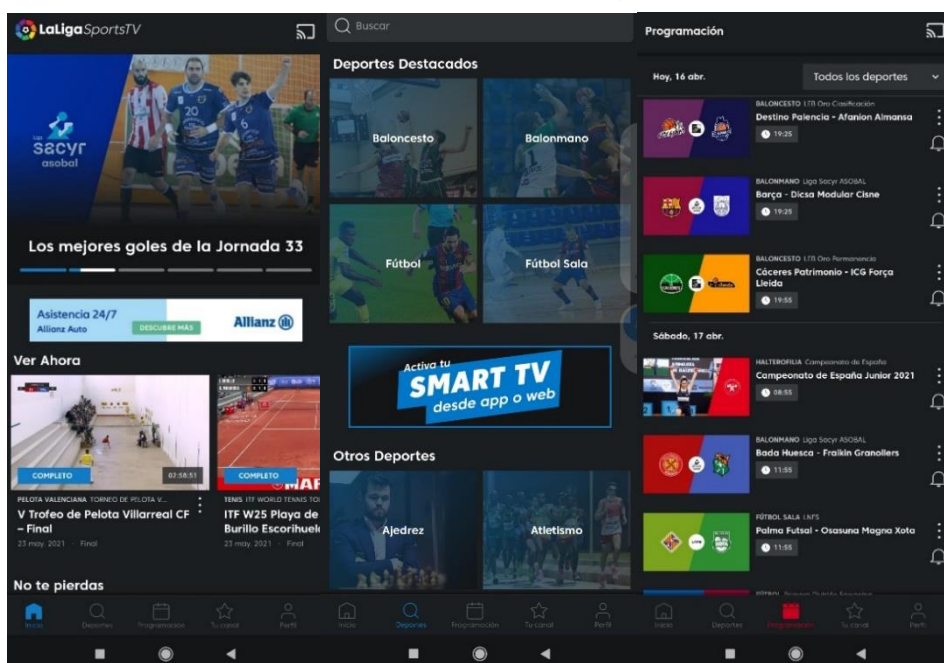 LaLigaSportsTV
Liga
sacyr
asobal
20
6
Los mejores goles de la Jornada 33
Asistencia 24/7
Allianz Auto
DESCUBRE MÁS
Allianz
Ver Ahora
COMPLETO
07:58:51
COMPLETO
PELOTA VALENCIANA TORNEO DE PELOTA V...
V Trofeo de Pelota Villarreal CF
– Final
23 may. 2021 · Final
TENIS ITF WORLD TENNIS TO
ITF W25 Playa de
Burillo Escorihuel
23 may. 2021 · Final
No te pierdas
Inicio
Deportes
Programación
Tu canal
Perfil
Buscar
Deportes Destacados
Baloncesto
Balonmano
Fútbol
Fútbol Sala
Activa tu
SMART TV
desde app o web
Otros Deportes
Ajedrez
Atletismo
Inicio
Deportes
Programación
Tu canal
Perfil
Programación
Hoy, 16 abr.
Todos los deportes
BALONCESTO LEB Oro Clasificación
Destino Palencia - Afanion Almansa
19:25
BALONMANO Liga Sacyr ASOBAL
Barça - Dicsa Modular Cisne
19:25
BALONCESTO LEB Oro Permanencia
Cáceres Patrimonio - ICG Força
Lleida
19:55
Sábado, 17 abr.
HALTEROFILIA Campeonato de España
Campeonato de España Junior 2021
08:55
BALONMANO Liga Sacyr ASOBAL
Bada Huesca - Fraikin Granollers
11:55
FÚTBOL SALA LNFS
Palma Futsal - Osasuna Magna Xota
11:55
Inicio
Deportes
Programación
Tu canal
Perfil